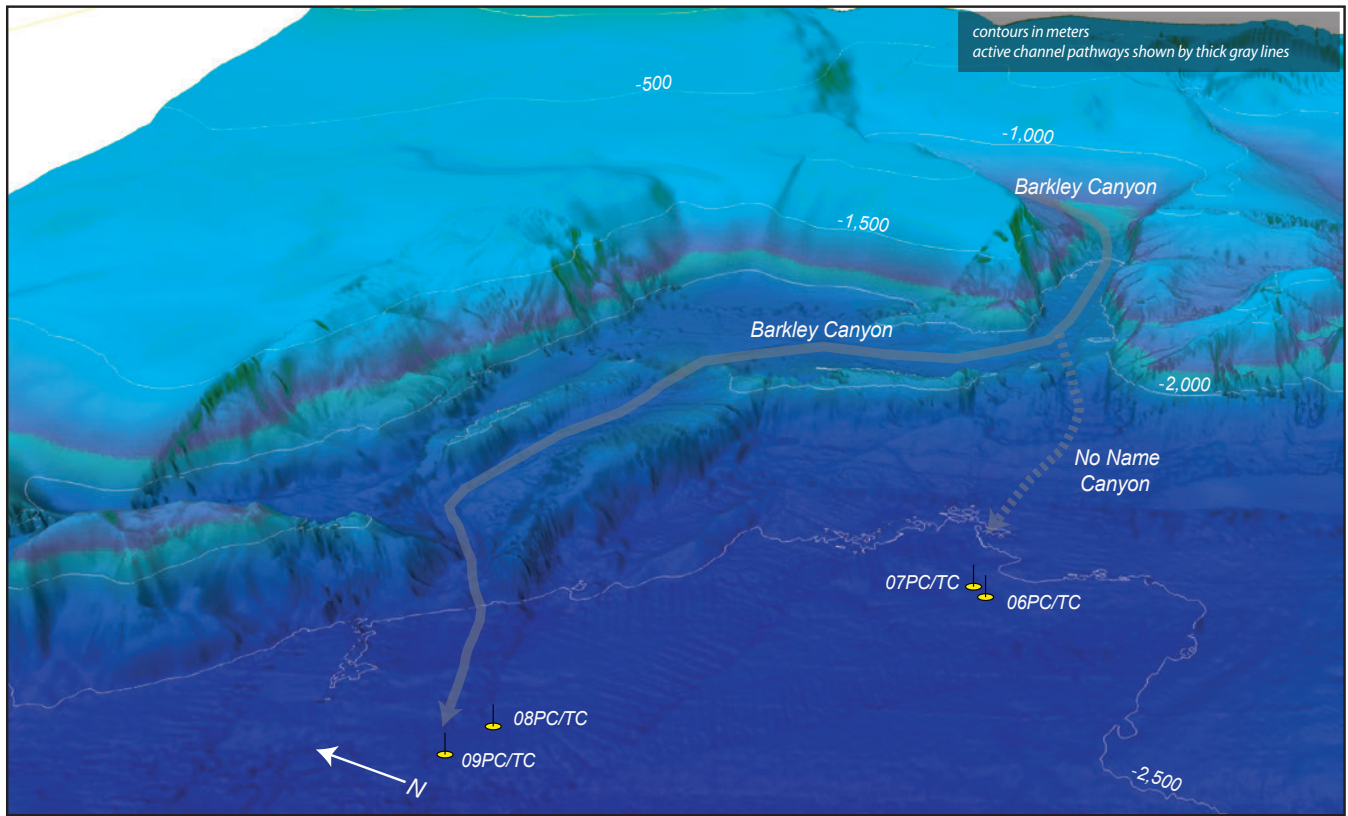 contours in meters
active channel pathways shown by thick gray lines
-500
-1,000
Barkley Canyon
-1,500
Barkley Canyon
-2,000
No Name
Canyon
07PC/TC
06PC/TC
08PC/TC
09PC/TC
N
-2,500